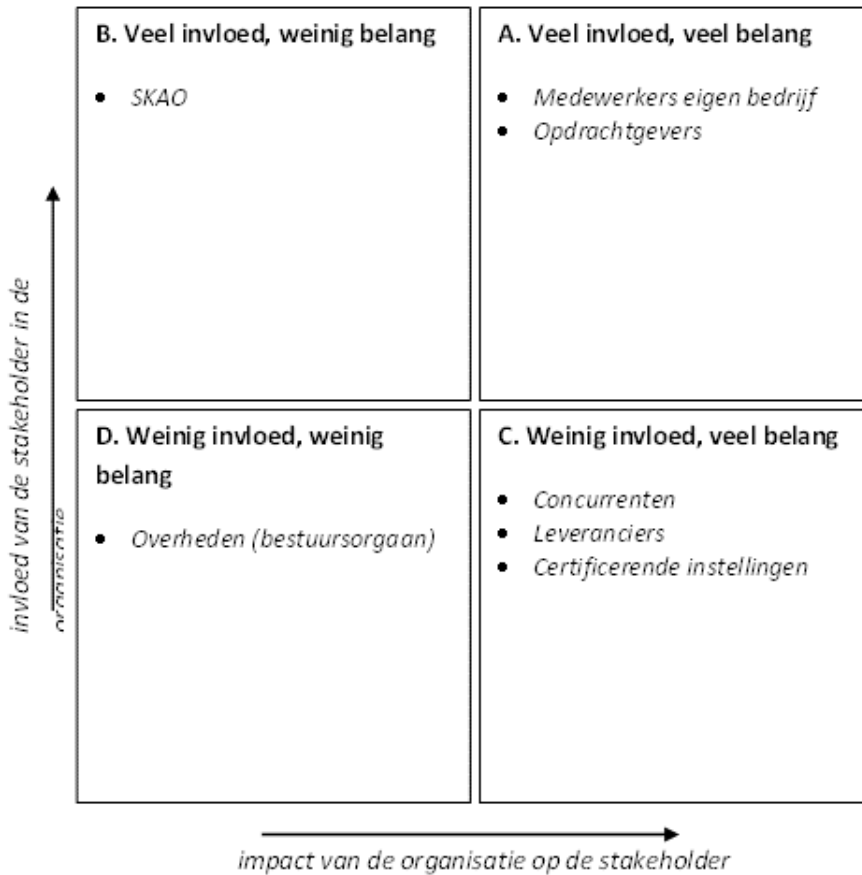 B. Veel invloed, weinig belang
• SKAO
A. Veel invloed, veel belang
• Medewerkers eigen bedrijf
• Opdrachtgevers
D. Weinig invloed, weinig
belang
• Overheden (bestuursorgaan)
C. Weinig invloed, veel belang
• Concurrenten
• Leveranciers
• Certificerende instellingen
invloed van de stakeholder in de
organisatie
impact van de organisatie op de stakeholder